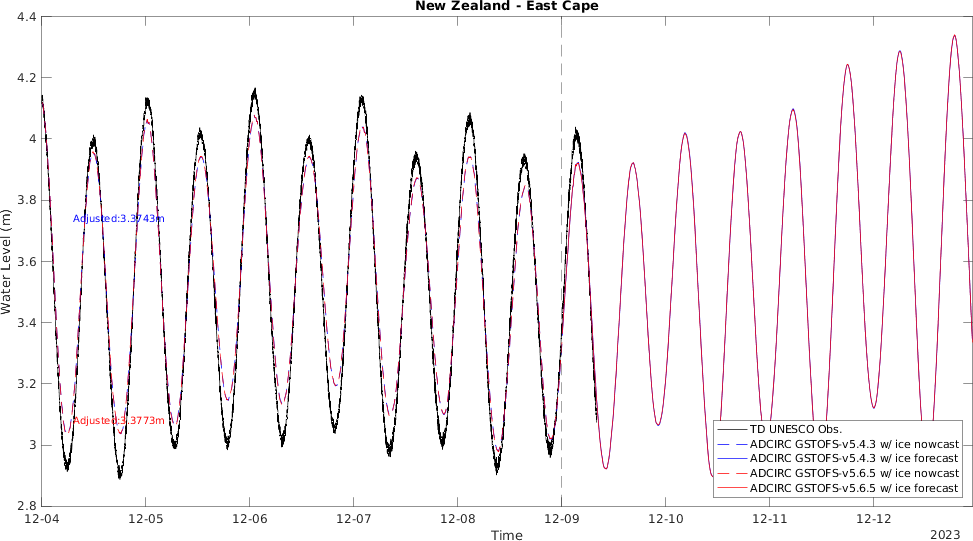 New Zealand - East Cape
4.4
4.2
4
3.8
3.6
3.4
3.2
3
2.8
Water Level (m)
Adjusted:3.3743m
Adjusted:3.3773m
TD UNESCO Obs.
ADCIRC GSTOFS-v5.4.3 w/ ice nowcast
ADCIRC GSTOFS-v5.4.3 w/ ice forecast
ADCIRC GSTOFS-v5.6.5 w/ ice nowcast
ADCIRC GSTOFS-v5.6.5 w/ ice forecast
12-04 12-05 12-06 12-07 12-08 12-09 12-10 12-11 12-12
Time
2023